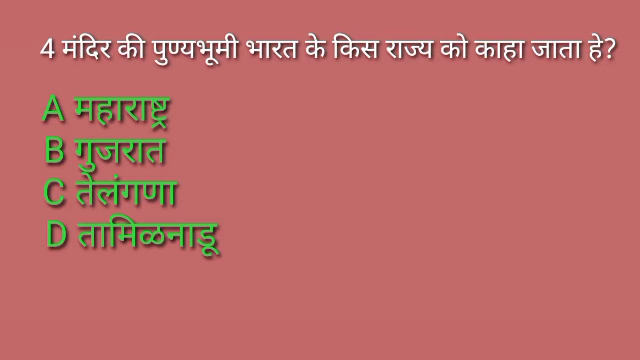 4 मंदिर की पुण्यभूमी भारत के किस राज्य को काहा जाता हे?
A महाराष्ट्र
B गुजरात
C तेलंगणा
D तामिळनाडू